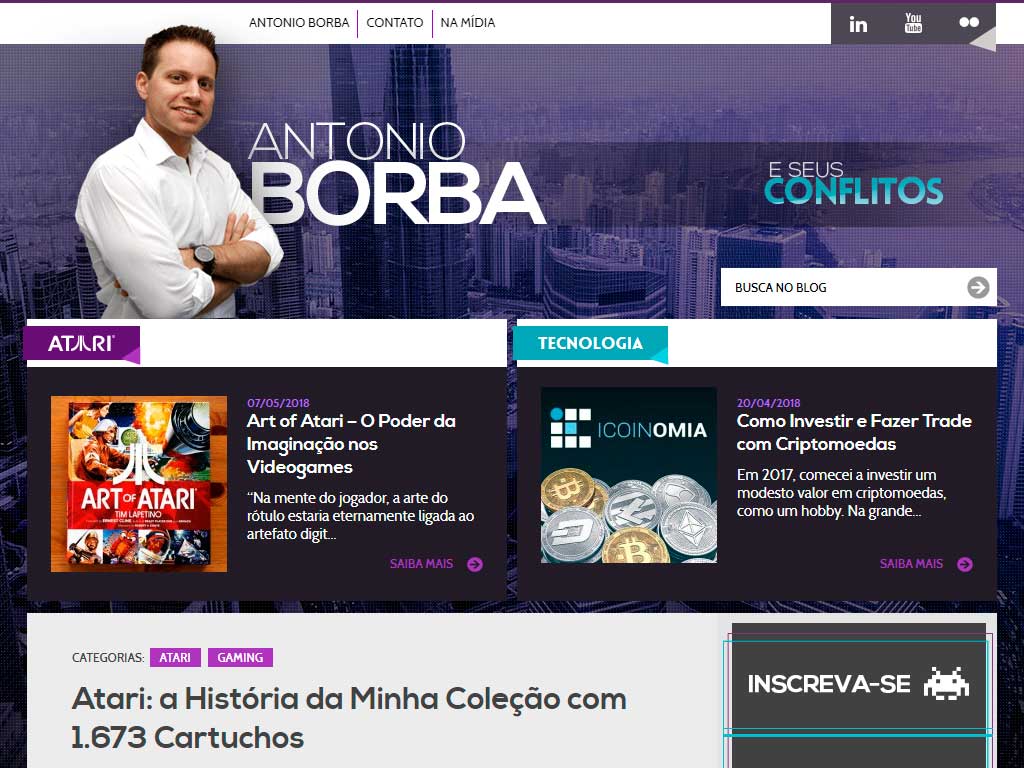 ANTONIO BORBA
CONTATO
NA MÍDIA
in
You
Tube
ANTONIO
BORBA
E SEUS
CONFLITOS
BUSCA NO BLOG
ATARI
TECNOLOGIA
ART OF ATARI
TIM LAPETINO
07/05/2018
Art of Atari – O Poder da
Imaginação nos
Videogames
“Na mente do jogador, a arte do
rótulo estaria eternamente ligada ao
artefato digit...
SAIBA MAIS
ICOINOMIA
20/04/2018
Como Investir e Fazer Trade
com Criptomoedas
Em 2017, comecei a investir um
modesto valor em criptomoedas,
como um hobby. Na grande...
SAIBA MAIS
CATEGORIAS: ATARI GAMING
Atari: a História da Minha Coleção com
1.673 Cartuchos
INSCREVA-SE